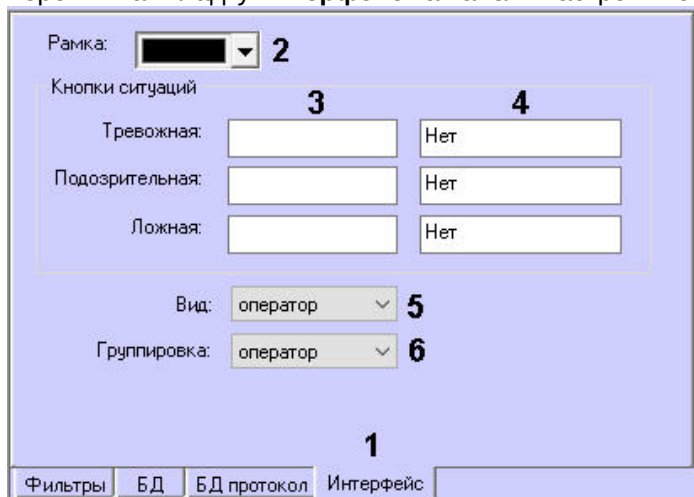 Рамка: 2
Кнопки ситуаций
3 4
Тревожная: Нет
Подозрительная: Нет
Ложная: Нет
Вид: оператор 5
Группировка: оператор 6
1
Фильтры БД БД протокол Интерфейс